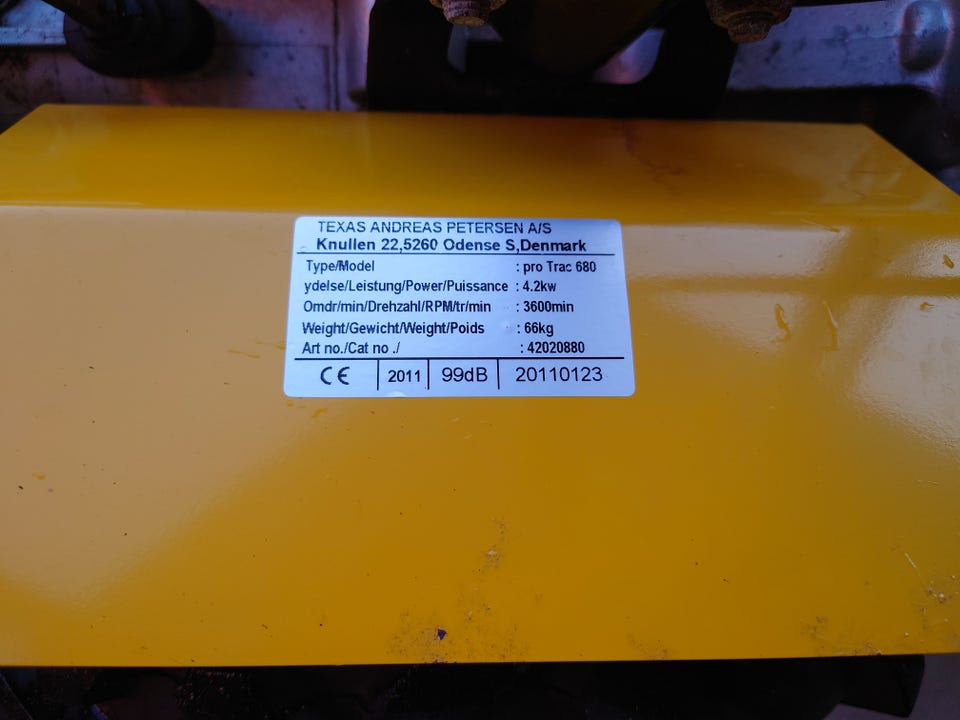 TEXAS ANDREAS PETERSEN A/S
Knullen 22,5260 Odense S,Denmark
Type/Model : pro Trac 680
ydelse/Leistung/Power/Puissance : 4.2kw
Omdr/min/Drehzahl/RPM/tr/min : 3600min
Weight/Gewicht/Weight/Poids : 66kg
Art no./Cat no ./ : 42020880
CE 2011 99dB 20110123